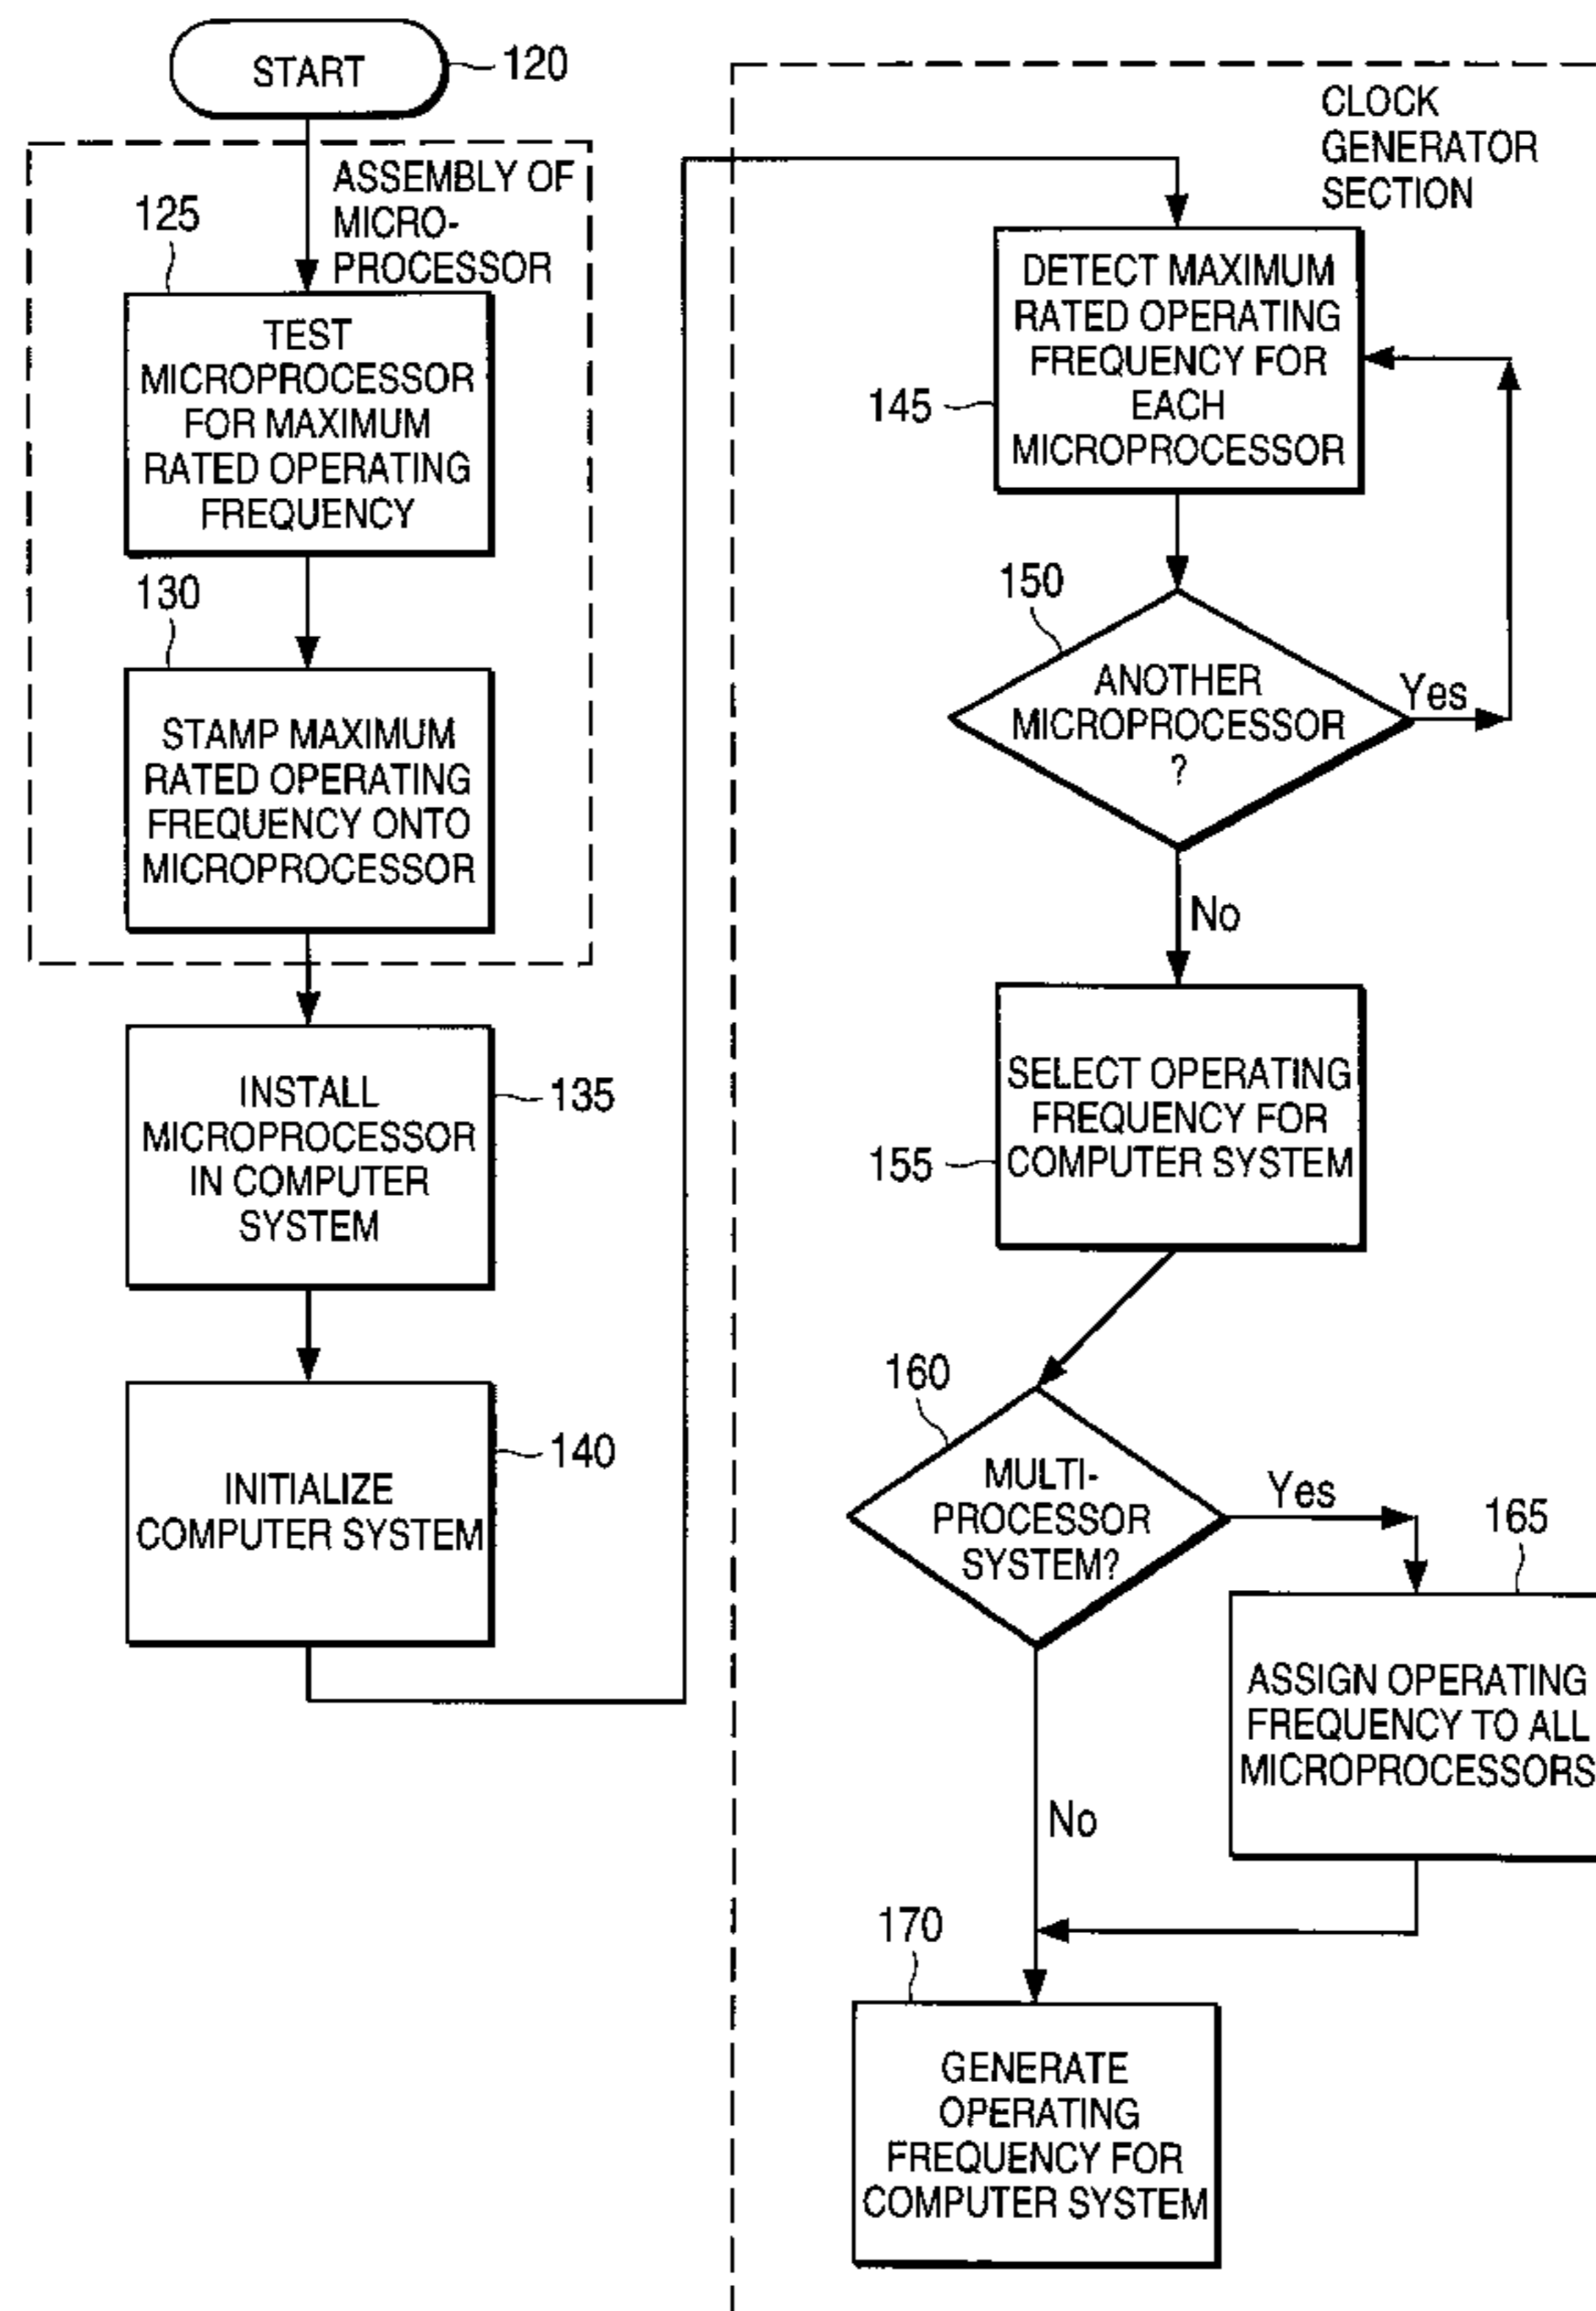 START
120
ASSEMBLY OF
MICRO-
PROCESSOR
125
TEST
MICROPROCESSOR
FOR MAXIMUM
RATED OPERATING
FREQUENCY
130
STAMP MAXIMUM
RATED OPERATING
FREQUENCY ONTO
MICROPROCESSOR
INSTALL
MICROPROCESSOR
IN COMPUTER
SYSTEM
135
INITIALIZE
COMPUTER SYSTEM
140
CLOCK
GENERATOR
SECTION
DETECT MAXIMUM
RATED OPERATING
FREQUENCY FOR
EACH
MICROPROCESSOR
145
150
ANOTHER
MICROPROCESSOR
?
Yes
No
SELECT OPERATING
FREQUENCY FOR
COMPUTER SYSTEM
155
160
MULTI-
PROCESSOR
SYSTEM?
Yes
165
ASSIGN OPERATING
FREQUENCY TO ALL
MICROPROCESSORS
No
170
GENERATE
OPERATING
FREQUENCY FOR
COMPUTER SYSTEM